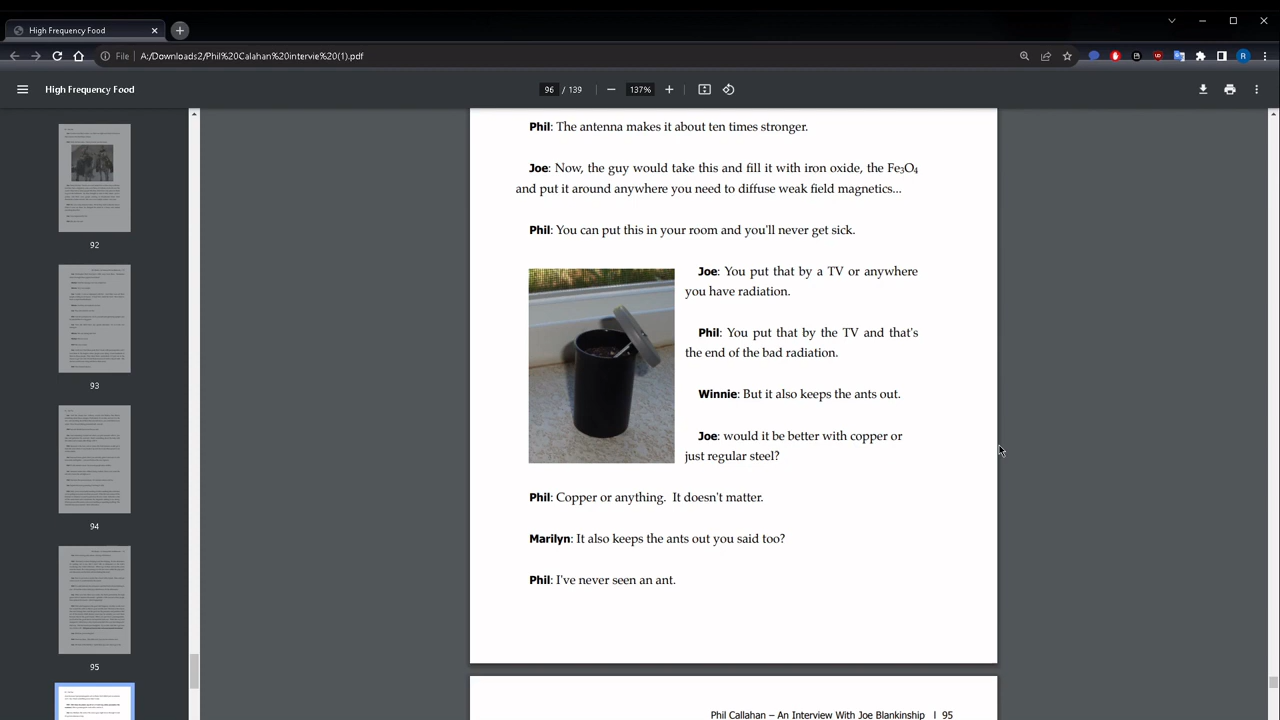 High Frequency Food
File
A:/Downloads2/Phil%20Calahan%20intervie%20(1).pdf
R
High Frequency Food
96 / 139
137%
92
93
94
95
Phil: The antenna makes it about ten times stronger.
Joe: Now, the guy would take this and fill it with iron oxide, the Fe₃O₄
and put it around anywhere you need to diffuse weak field magnetics...
Phil: You can put this in your room and you'll never get sick.
Joe: You put that by a TV or anywhere
you have radiation.
Phil: You put that by the TV and that's
the end of the bad radiation.
Winnie: But it also keeps the ants out.
Joe: would it be better with copper or
just regular steel?
Phil: Copper or anything. It doesn't matter.
Marilyn: It also keeps the ants out you said too?
Phil: I've never seen an ant.
Phil Callahan – An Interview With Joe Blankinship | 95